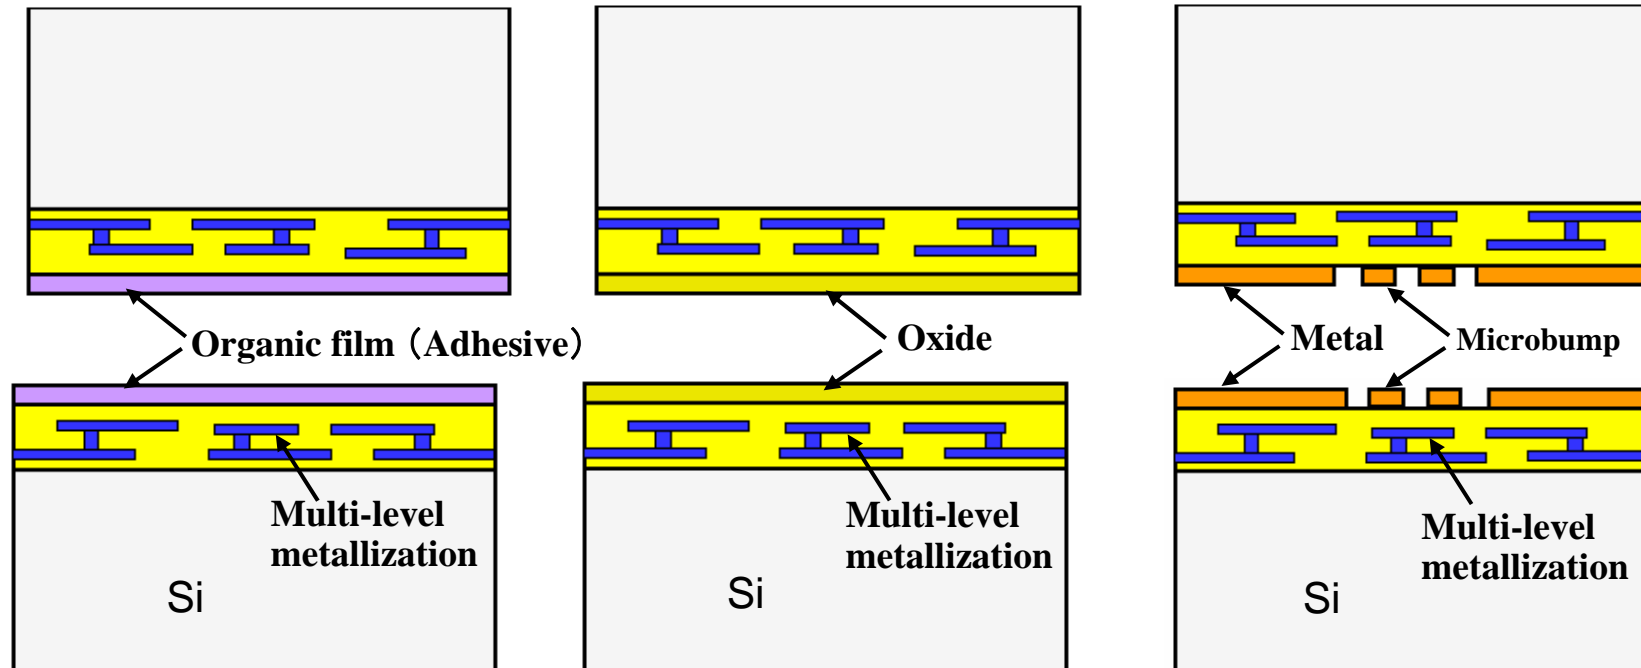 Organic film（Adhesive）
Oxide
Metal
Microbump
Multi-level
metallization
Multi-level
metallization
Multi-level
metallization
Si
Si
Si